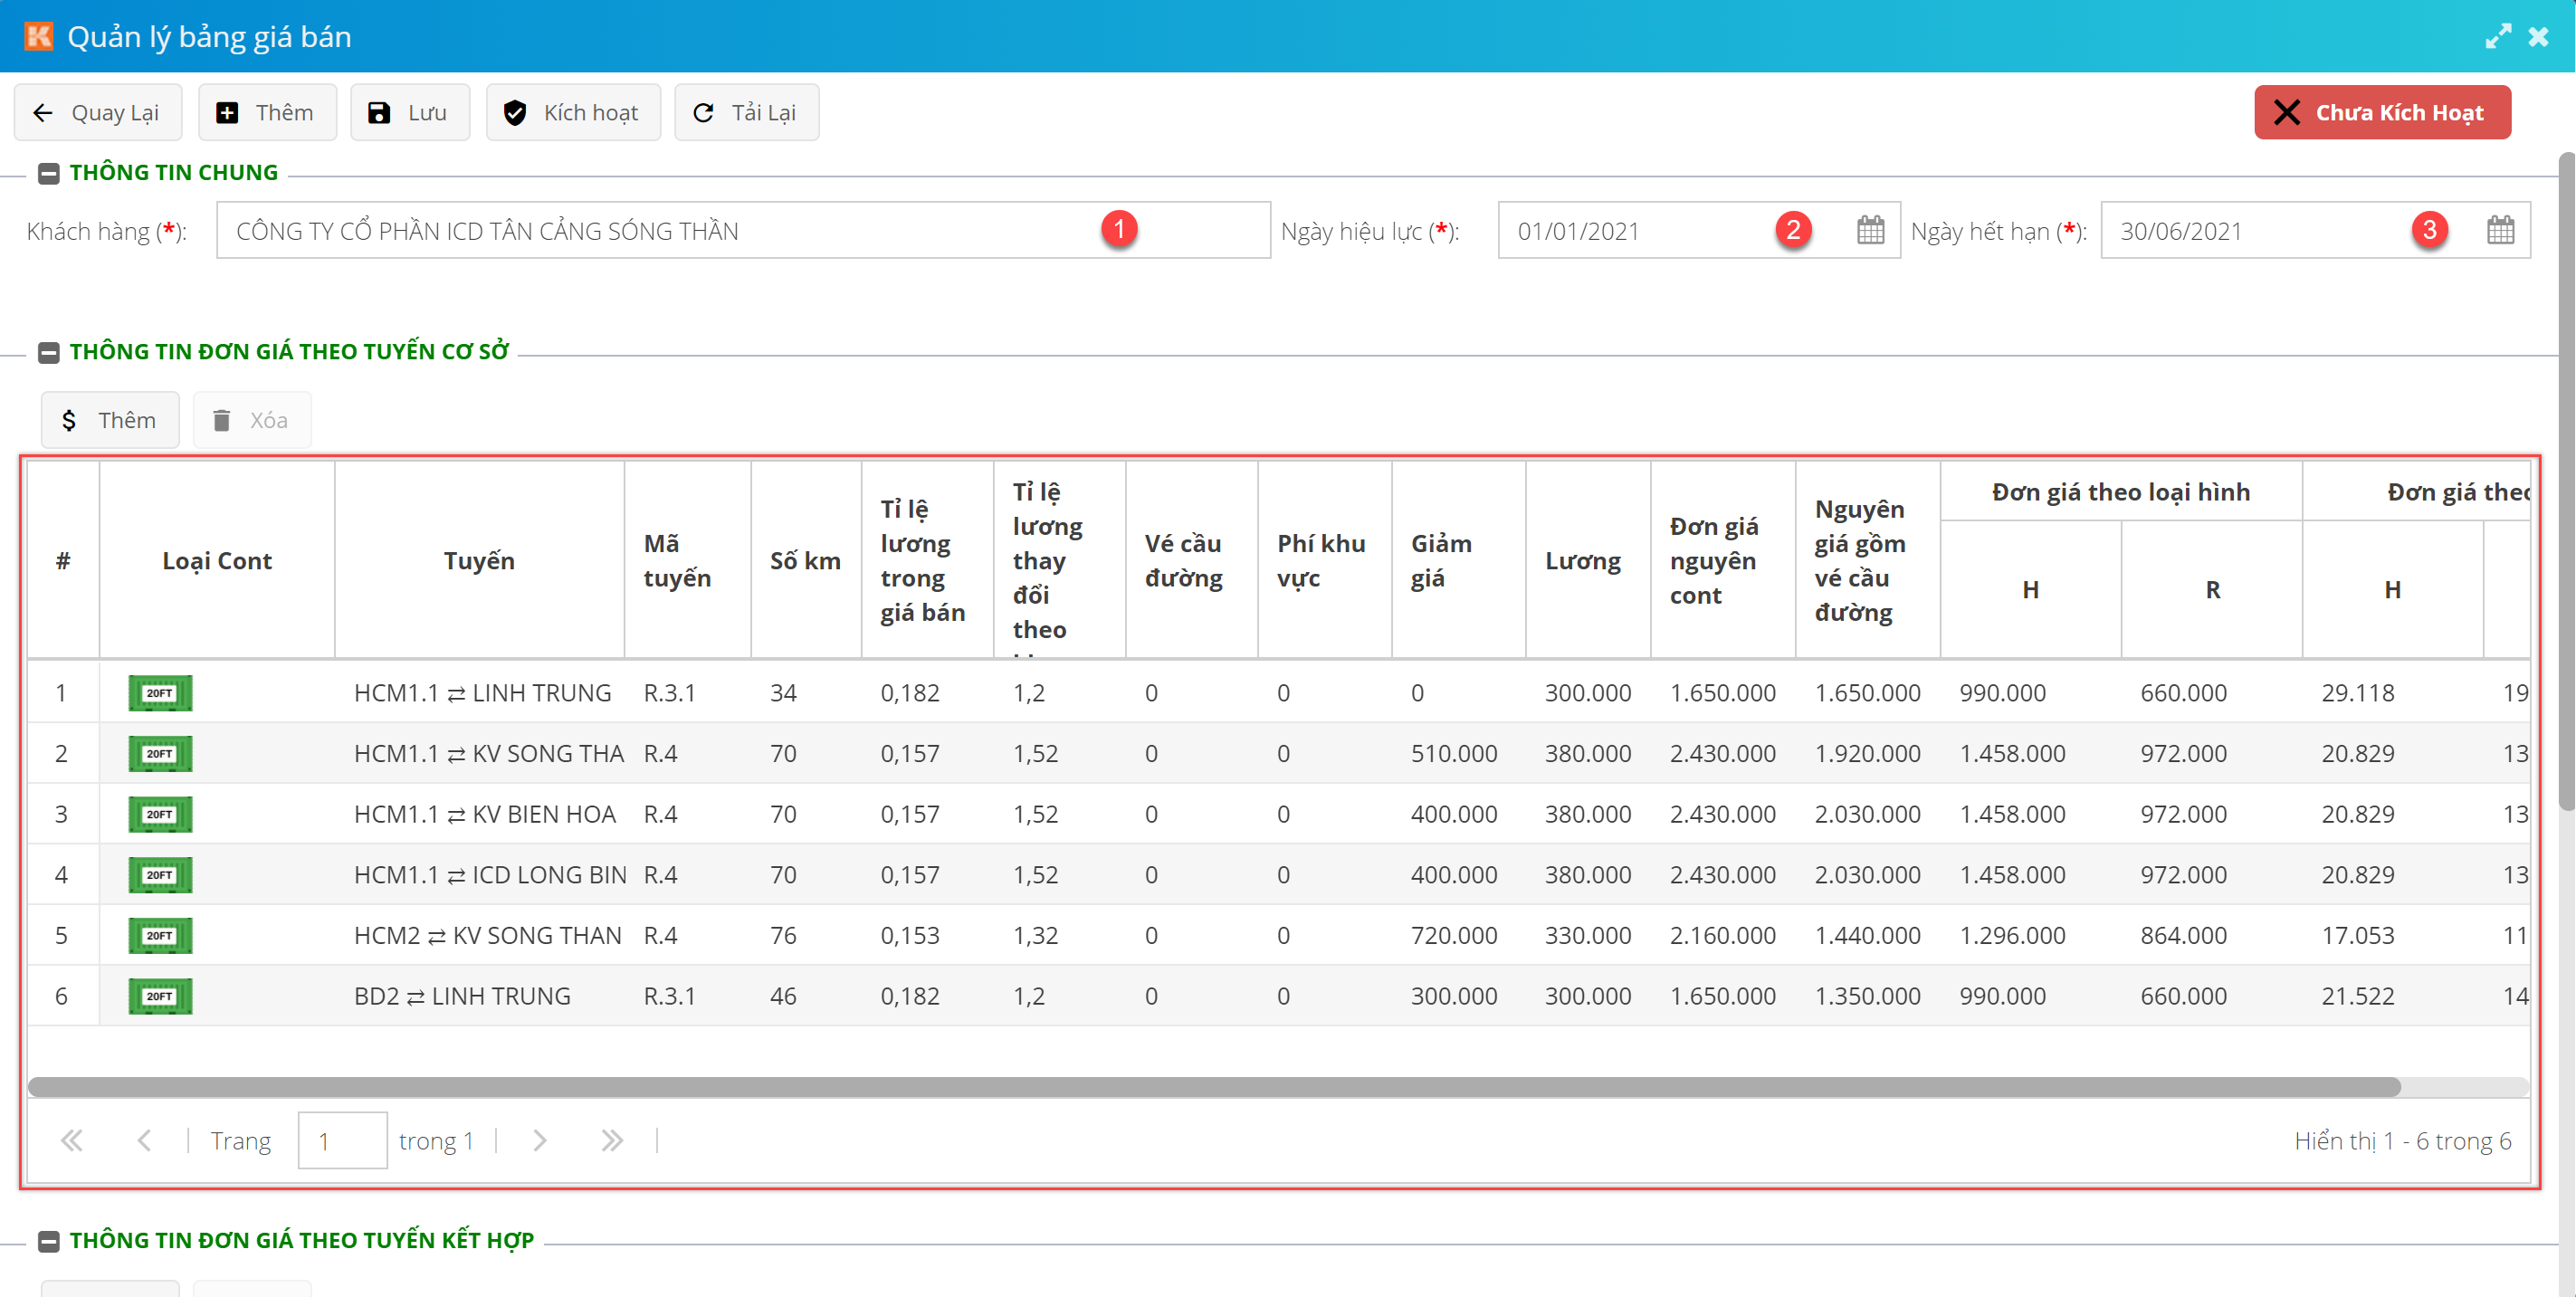 Quản lý bảng giá bán
Quay Lại Thêm Lưu Kích hoạt Tải Lại Chưa Kích Hoạt
THÔNG TIN CHUNG
Khách hàng (*): CÔNG TY CỔ PHẦN ICD TÂN CẢNG SÓNG THẦN 1 Ngày hiệu lực (*): 01/01/2021 2 Ngày hết hạn (*): 30/06/2021 3
THÔNG TIN ĐƠN GIÁ THEO TUYẾN CƠ SỞ
$ Thêm Xóa
# Loại Cont Tuyến Mã tuyến Số km Tỉ lệ lương trong giá bán Tỉ lệ lương thay đổi theo Vé cầu đường Phí khu vực Giảm giá Lương Đơn giá nguyên cont Nguyên giá gồm vé cầu đường Đơn giá theo loại hình Đơn giá theo
H R H
1 20FT HCM1.1 ⇄ LINH TRUNG R.3.1 34 0,182 1,2 0 0 0 300.000 1.650.000 1.650.000 990.000 660.000 29.118 19
2 20FT HCM1.1 ⇄ KV SONG THA R.4 70 0,157 1,52 0 0 510.000 380.000 2.430.000 1.920.000 1.458.000 972.000 20.829 13
3 20FT HCM1.1 ⇄ KV BIEN HOA R.4 70 0,157 1,52 0 0 400.000 380.000 2.430.000 2.030.000 1.458.000 972.000 20.829 13
4 20FT HCM1.1 ⇄ ICD LONG BIN R.4 70 0,157 1,52 0 0 400.000 380.000 2.430.000 2.030.000 1.458.000 972.000 20.829 13
5 20FT HCM2 ⇄ KV SONG THAN R.4 76 0,153 1,32 0 0 720.000 330.000 2.160.000 1.440.000 1.296.000 864.000 17.053 11
6 20FT BD2 ⇄ LINH TRUNG R.3.1 46 0,182 1,2 0 0 300.000 300.000 1.650.000 1.350.000 990.000 660.000 21.522 14
Trang 1 trong 1 Hiển thị 1 - 6 trong 6
THÔNG TIN ĐƠN GIÁ THEO TUYẾN KẾT HỢP